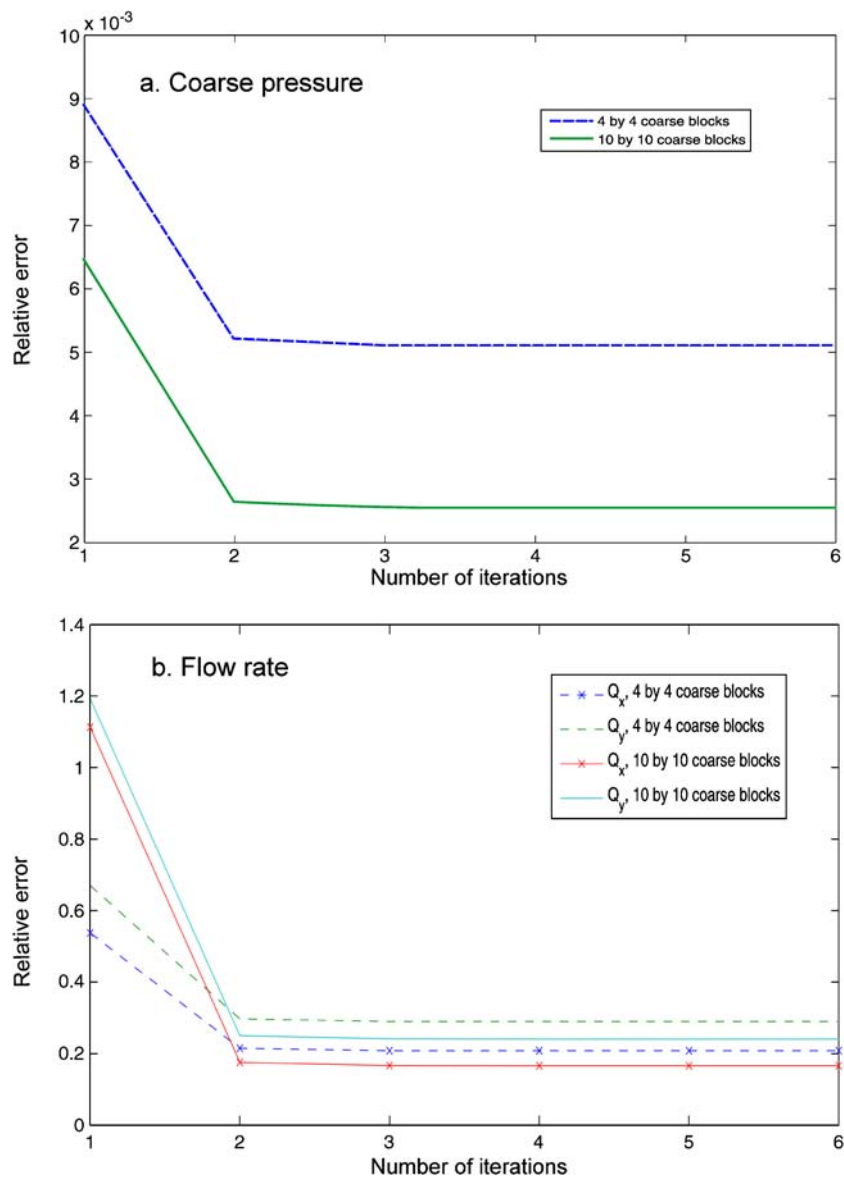 x 10^-3
10
9
8
7
6
5
4
3
2
a. Coarse pressure
4 by 4 coarse blocks
10 by 10 coarse blocks
Relative error
1 2 3 4 5 6
Number of iterations
1.4
1.2
1
0.8
0.6
0.4
0.2
0
b. Flow rate
Q_x, 4 by 4 coarse blocks
Q_y, 4 by 4 coarse blocks
Q_x, 10 by 10 coarse blocks
Q_y, 10 by 10 coarse blocks
Relative error
1 2 3 4 5 6
Number of iterations